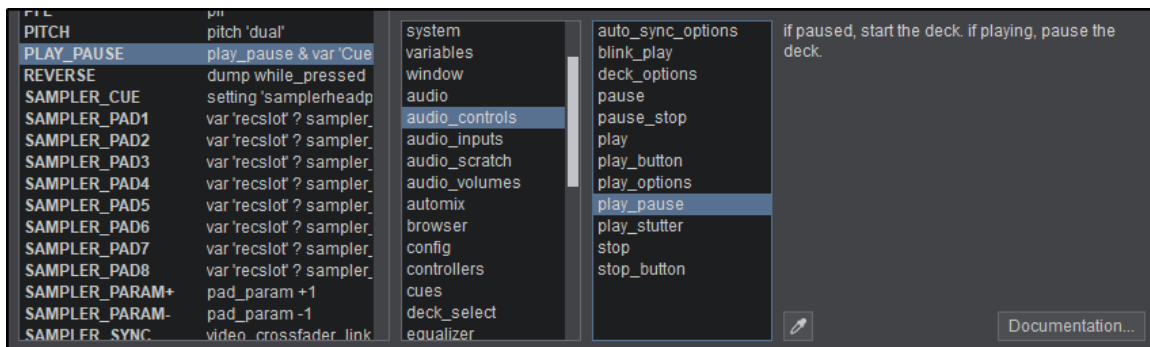 PITCH pitch 'dual'
PLAY_PAUSE play_pause & var 'Cue
REVERSE dump while_pressed
SAMPLER_CUE setting 'samplerheadp
SAMPLER_PAD1 var 'recslot' ? sampler_
SAMPLER_PAD2 var 'recslot' ? sampler_
SAMPLER_PAD3 var 'recslot' ? sampler_
SAMPLER_PAD4 var 'recslot' ? sampler_
SAMPLER_PAD5 var 'recslot' ? sampler_
SAMPLER_PAD6 var 'recslot' ? sampler_
SAMPLER_PAD7 var 'recslot' ? sampler_
SAMPLER_PAD8 var 'recslot' ? sampler_
SAMPLER_PARAM+ pad_param +1
SAMPLER_PARAM- pad_param -1
SAMPLER_SYNC video_crossfader_link
system
variables
window
audio
audio_controls
audio_inputs
audio_scratch
audio_volumes
automix
browser
config
controllers
cues
deck_select
equalizer
auto_sync_options
blink_play
deck_options
pause
pause_stop
play
play_button
play_options
play_pause
play_stutter
stop
stop_button
if paused, start the deck. if playing, pause the
deck.
Documentation...